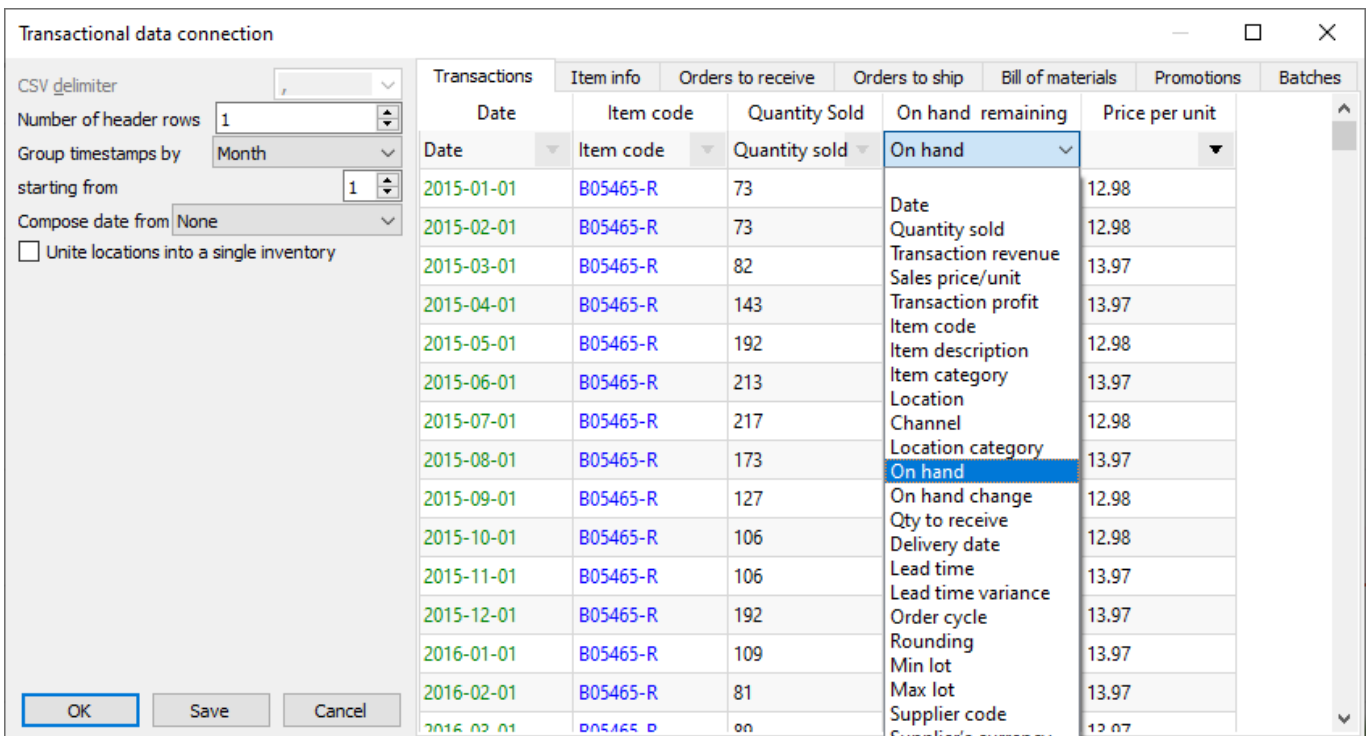 Transactional data connection
CSV delimiter ,
Number of header rows 1
Group timestamps by Month
starting from 1
Compose date from None
Unite locations into a single inventory
OK Save Cancel
Transactions Item info Orders to receive Orders to ship Bill of materials Promotions Batches
Date Item code Quantity Sold On hand remaining Price per unit
Date Item code Quantity sold On hand
2015-01-01 B05465-R 73 12.98
2015-02-01 B05465-R 73 12.98
2015-03-01 B05465-R 82 13.97
2015-04-01 B05465-R 143 13.97
2015-05-01 B05465-R 192 12.98
2015-06-01 B05465-R 213 13.97
2015-07-01 B05465-R 217 12.98
2015-08-01 B05465-R 173 13.97
2015-09-01 B05465-R 127 12.98
2015-10-01 B05465-R 106 12.98
2015-11-01 B05465-R 106 13.97
2015-12-01 B05465-R 192 13.97
2016-01-01 B05465-R 109 13.97
2016-02-01 B05465-R 81 13.97
2016-03-01 B05465-R 12.97
Date
Quantity sold
Transaction revenue
Sales price/unit
Transaction profit
Item code
Item description
Item category
Location
Channel
Location category
On hand
On hand change
Qty to receive
Delivery date
Lead time
Lead time variance
Order cycle
Rounding
Min lot
Max lot
Supplier code
Supplier's currency